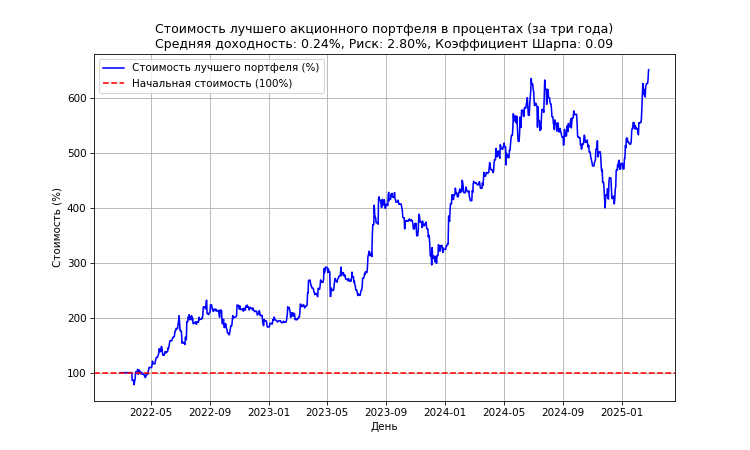 Стоимость лучшего акционного портфеля в процентах (за три года)
Средняя доходность: 0.24%, Риск: 2.80%, Коэффициент Шарпа: 0.09
Стоимость лучшего портфеля (%)
Начальная стоимость (100%)
Стоимость (%)
600
500
400
300
200
100
2022-05 2022-09 2023-01 2023-05 2023-09 2024-01 2024-05 2024-09 2025-01
День